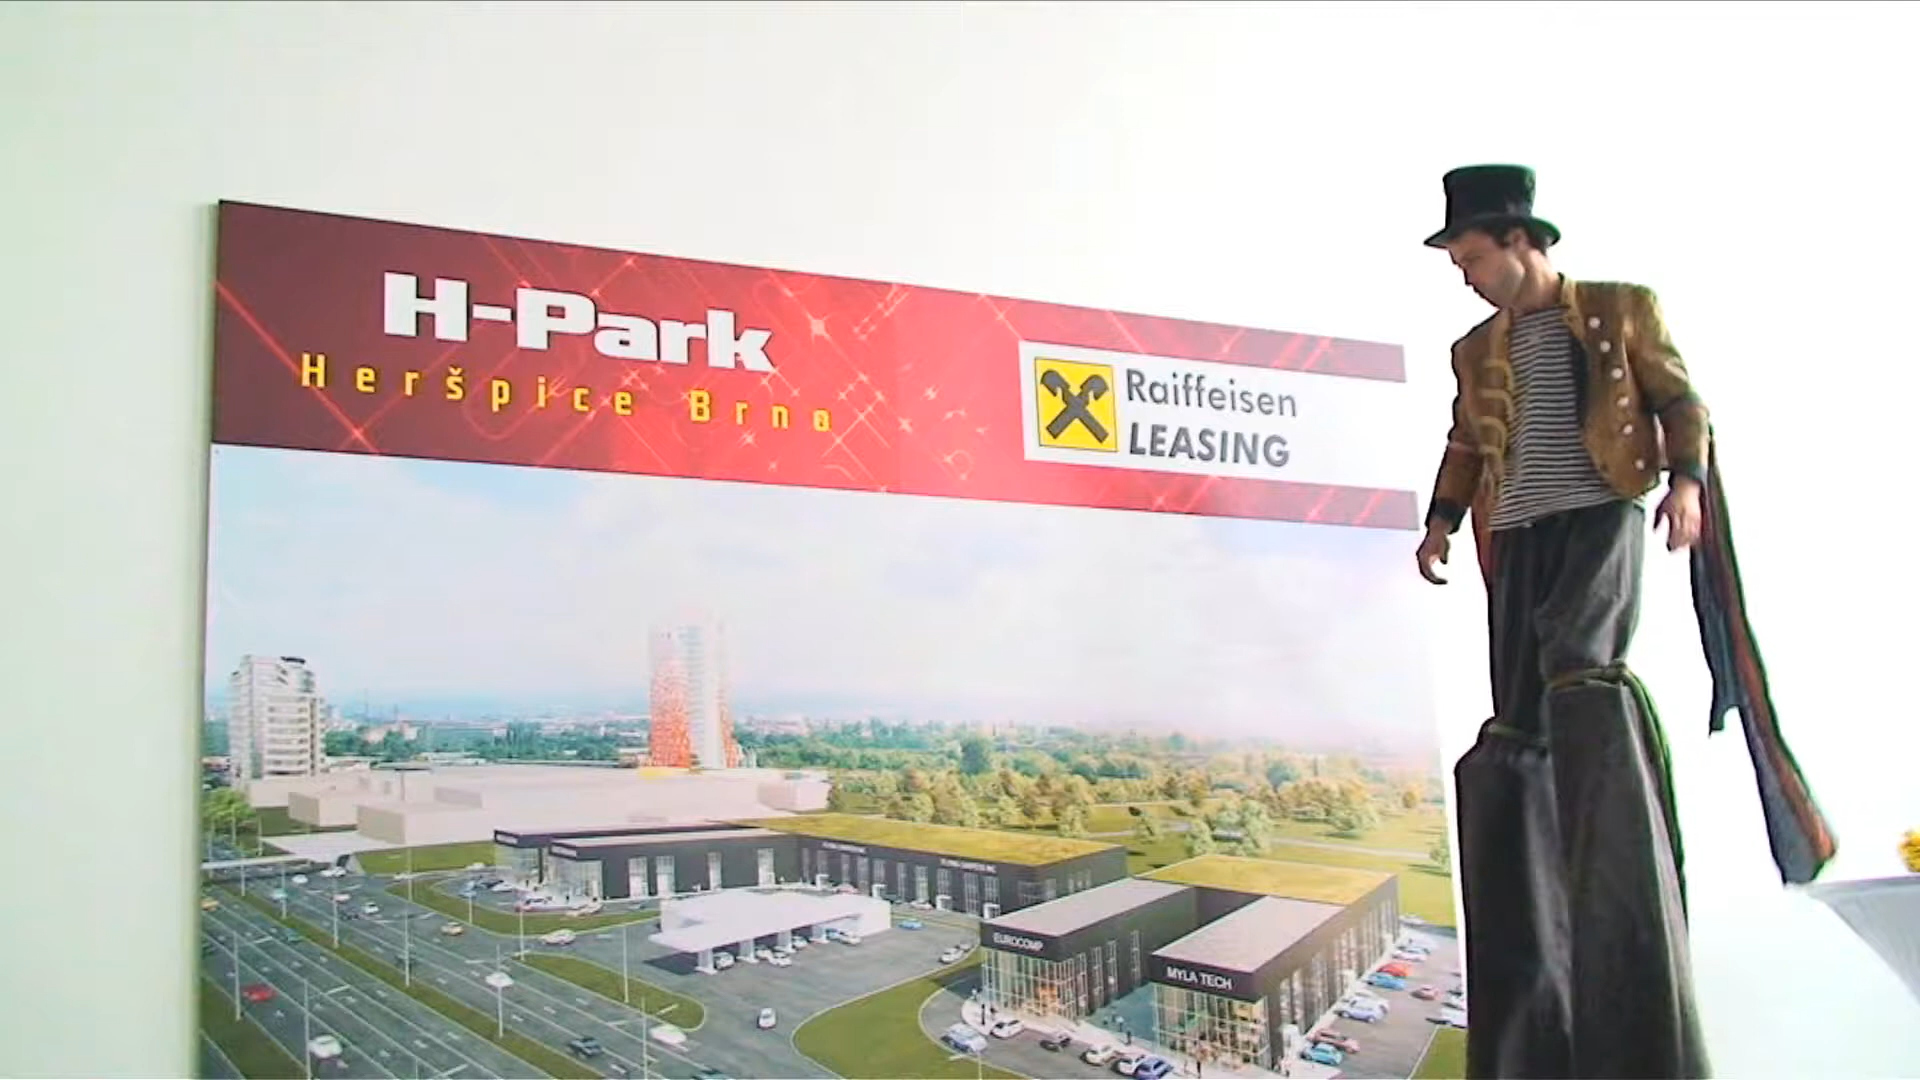 H-Park
Heršpice Brno
Raiffeisen
LEASING
EUROCOMP
MYLA TECH